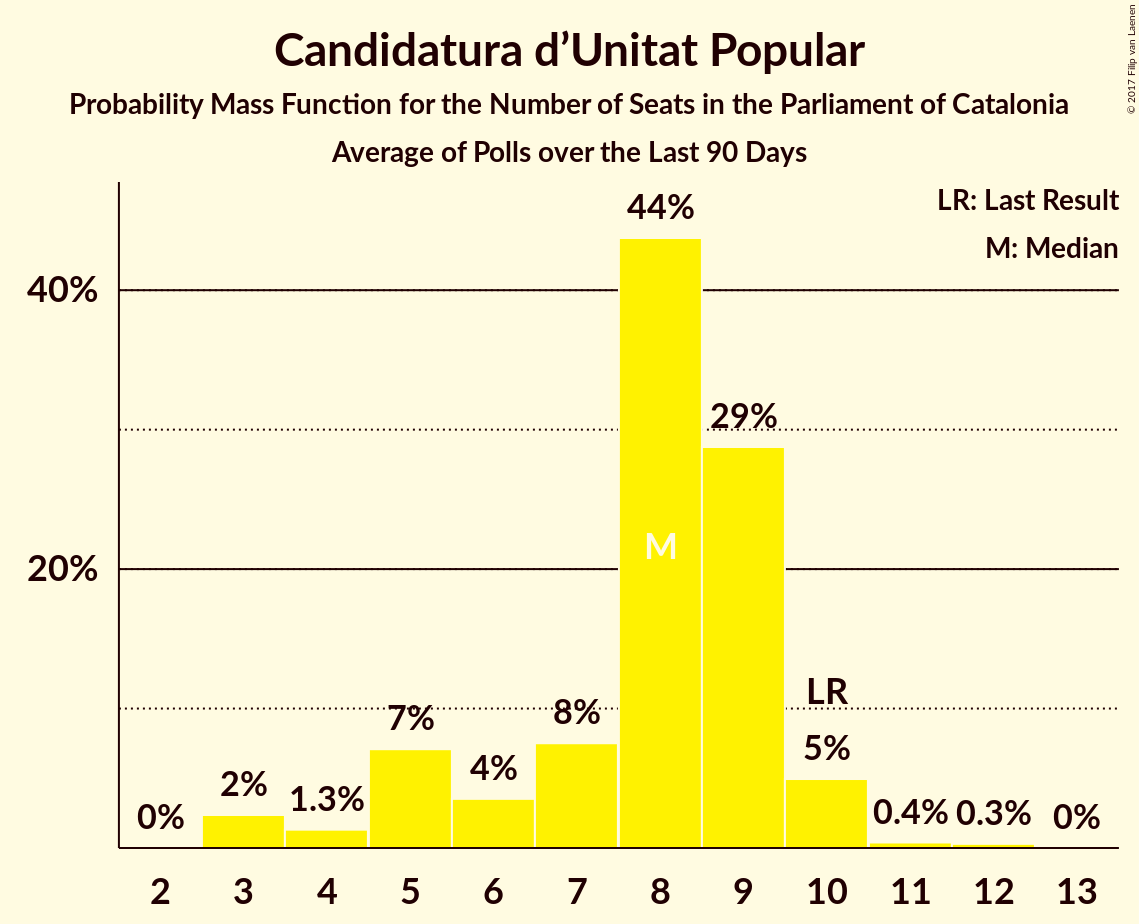 Candidatura d’Unitat Popular
Probability Mass Function for the Number of Seats in the Parliament of Catalonia
Average of Polls over the Last 90 Days
© 2017 Filip van Laenen
LR: Last Result
M: Median
40%
20%
0%
2%
1.3%
7%
4%
8%
44%
M
29%
LR
5%
0.4%
0.3%
0%
2 3 4 5 6 7 8 9 10 11 12 13